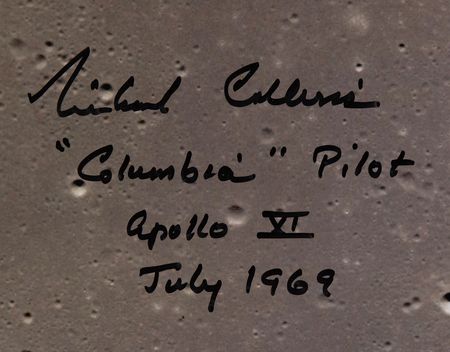 Michael Collins
"Columbia" Pilot
Apollo XI
July 1969